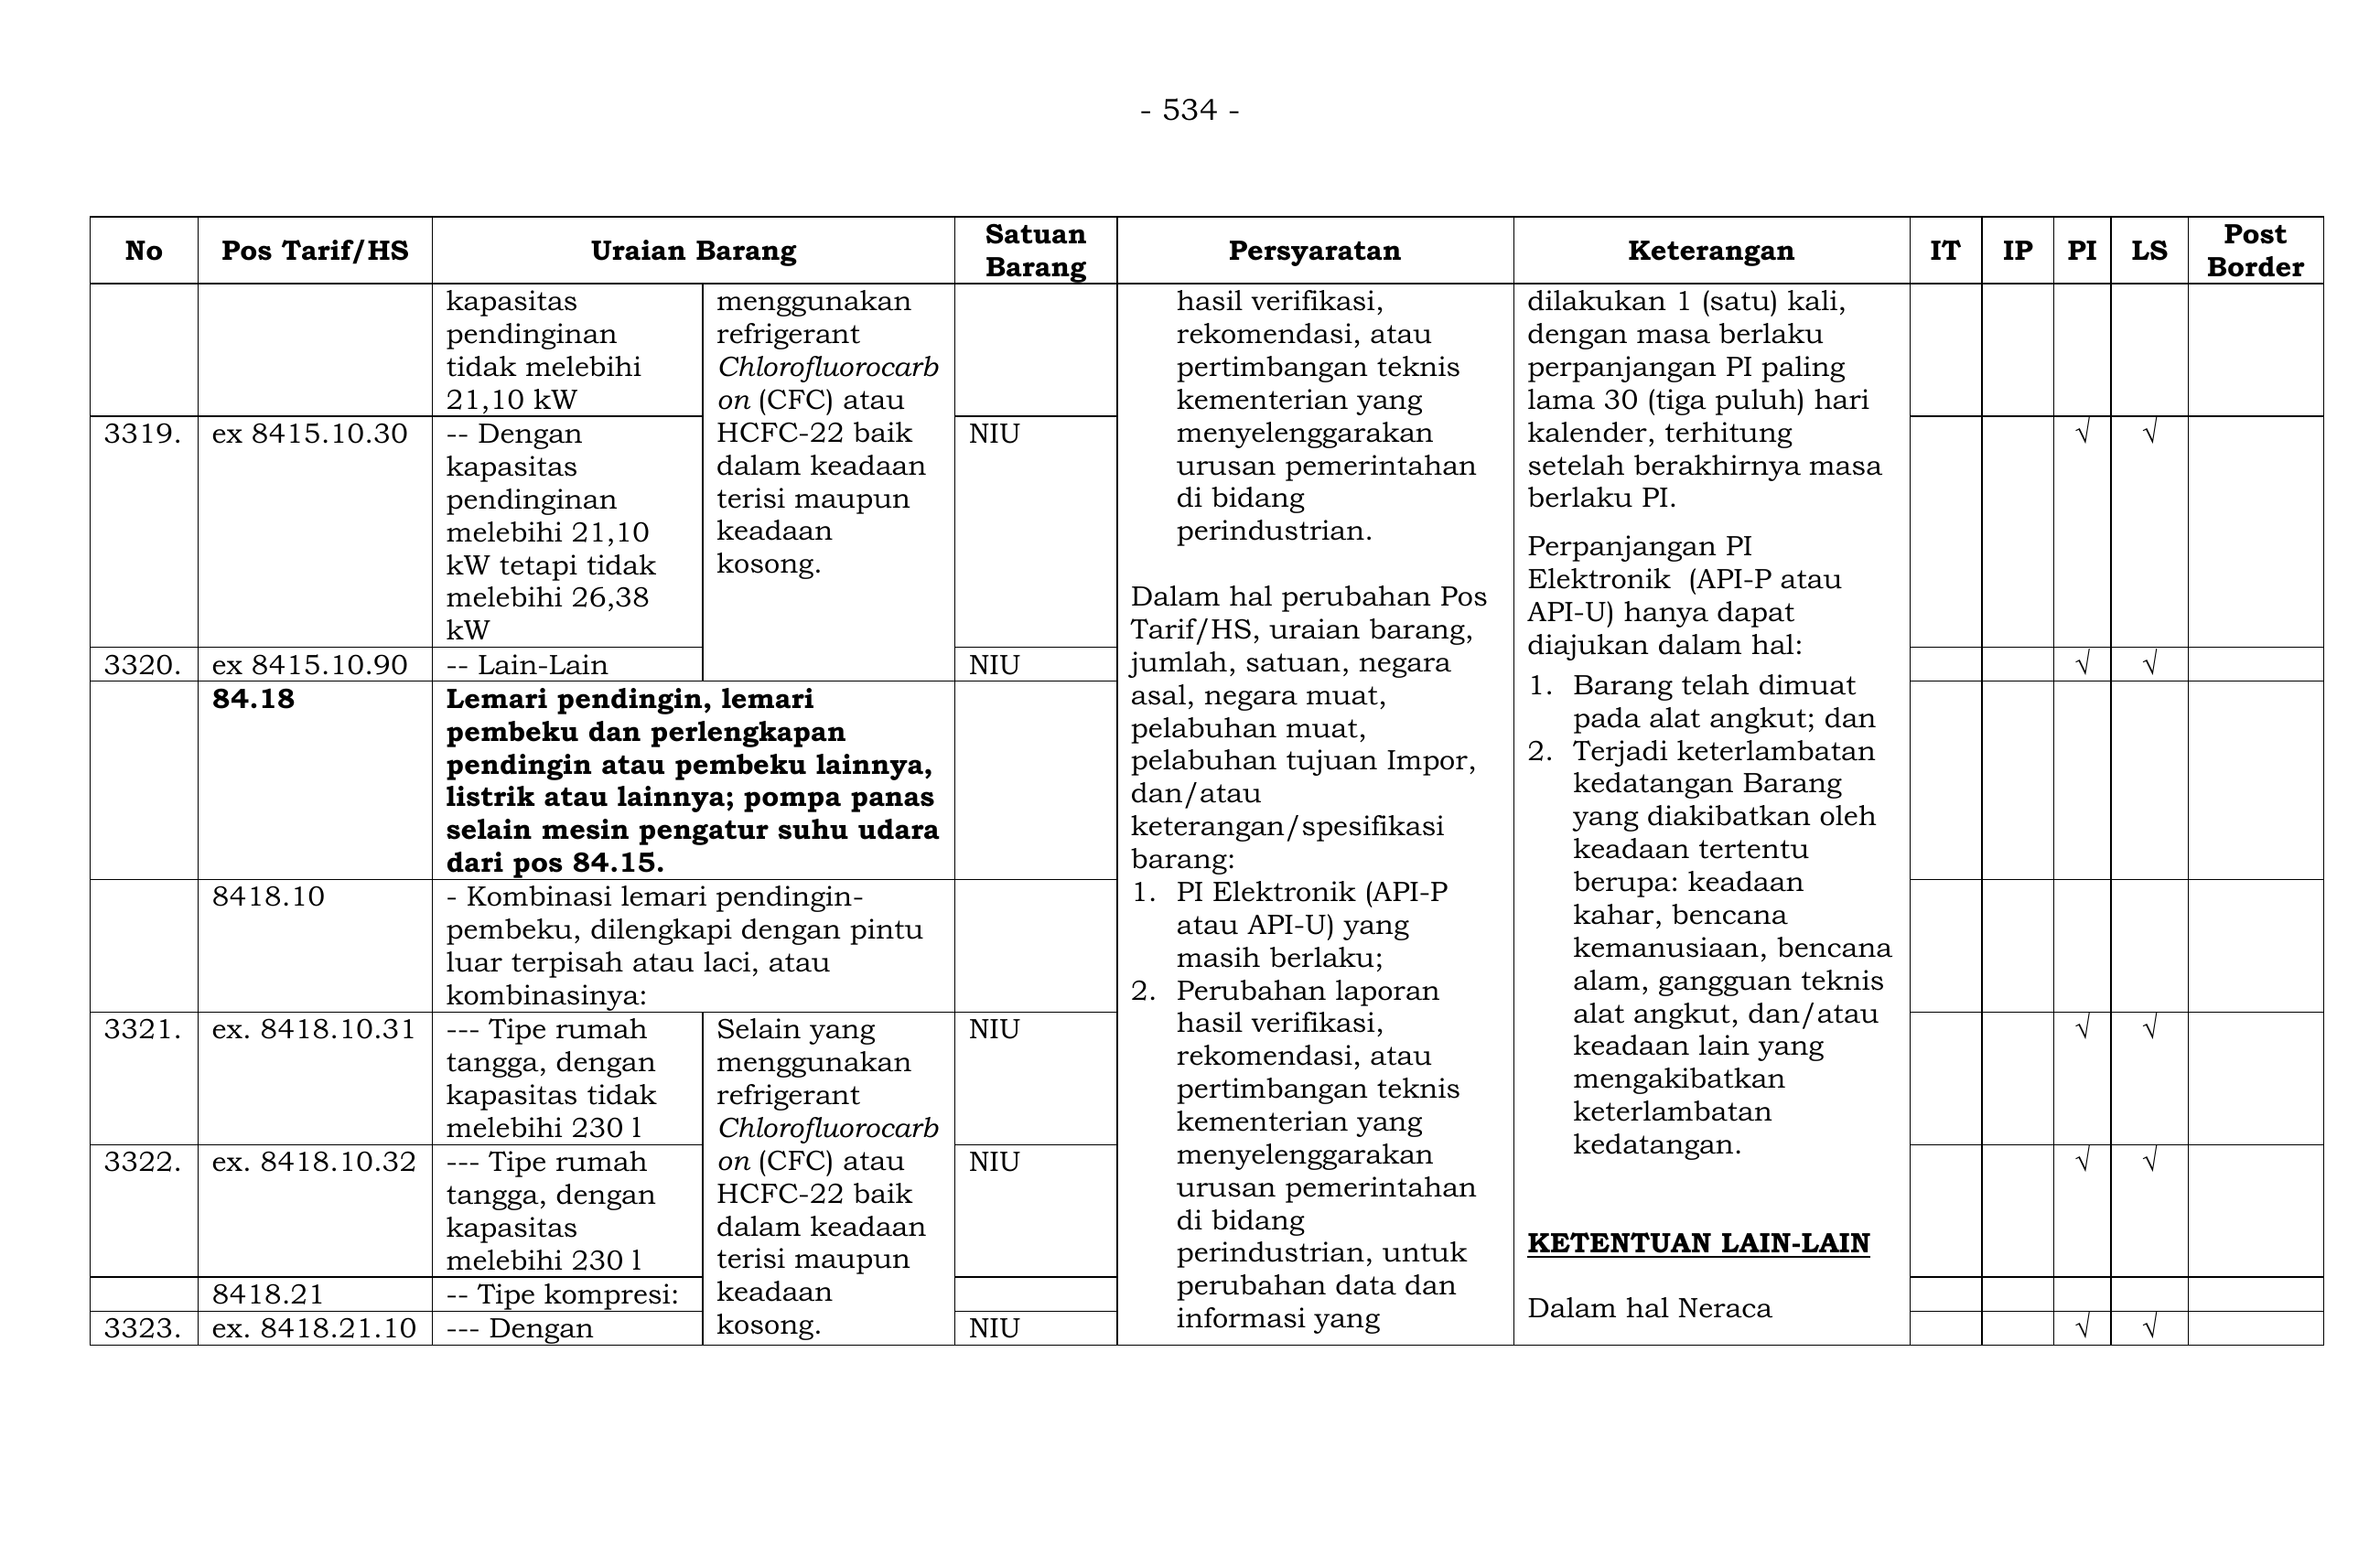 - 534 -
No
Pos Tarif/HS
Uraian Barang
Satuan
Barang
Persyaratan
Keterangan
IT
IP
PI
LS
Post
Border
kapasitas
pendinginan
tidak melebihi
21,10 kW
menggunakan
refrigerant
Chlorofluorocarb
on (CFC) atau
HCFC-22 baik
dalam keadaan
terisi maupun
keadaan
kosong.
3319.
ex 8415.10.30
-- Dengan
kapasitas
pendinginan
melebihi 21,10
kW tetapi tidak
melebihi 26,38
kW
NIU
√
√
3320.
ex 8415.10.90
-- Lain-Lain
NIU
√
√
84.18
Lemari pendingin, lemari
pembeku dan perlengkapan
pendingin atau pembeku lainnya,
listrik atau lainnya; pompa panas
selain mesin pengatur suhu udara
dari pos 84.15.
8418.10
- Kombinasi lemari pendingin-
pembeku, dilengkapi dengan pintu
luar terpisah atau laci, atau
kombinasinya:
3321.
ex. 8418.10.31
--- Tipe rumah
tangga, dengan
kapasitas tidak
melebihi 230 l
Selain yang
menggunakan
refrigerant
Chlorofluorocarb
on (CFC) atau
HCFC-22 baik
dalam keadaan
terisi maupun
keadaan
kosong.
NIU
√
√
3322.
ex. 8418.10.32
--- Tipe rumah
tangga, dengan
kapasitas
melebihi 230 l
NIU
√
√
8418.21
-- Tipe kompresi:
3323.
ex. 8418.21.10
--- Dengan
NIU
√
√
hasil verifikasi,
rekomendasi, atau
pertimbangan teknis
kementerian yang
menyelenggarakan
urusan pemerintahan
di bidang
perindustrian.
Dalam hal perubahan Pos
Tarif/HS, uraian barang,
jumlah, satuan, negara
asal, negara muat,
pelabuhan muat,
pelabuhan tujuan Impor,
dan/atau
keterangan/spesifikasi
barang:
1. PI Elektronik (API-P
atau API-U) yang
masih berlaku;
2. Perubahan laporan
hasil verifikasi,
rekomendasi, atau
pertimbangan teknis
kementerian yang
menyelenggarakan
urusan pemerintahan
di bidang
perindustrian, untuk
perubahan data dan
informasi yang
dilakukan 1 (satu) kali,
dengan masa berlaku
perpanjangan PI paling
lama 30 (tiga puluh) hari
kalender, terhitung
setelah berakhirnya masa
berlaku PI.
Perpanjangan PI
Elektronik (API-P atau
API-U) hanya dapat
diajukan dalam hal:
1. Barang telah dimuat
pada alat angkut; dan
2. Terjadi keterlambatan
kedatangan Barang
yang diakibatkan oleh
keadaan tertentu
berupa: keadaan
kahar, bencana
kemanusiaan, bencana
alam, gangguan teknis
alat angkut, dan/atau
keadaan lain yang
mengakibatkan
keterlambatan
kedatangan.
KETENTUAN LAIN-LAIN
Dalam hal Neraca